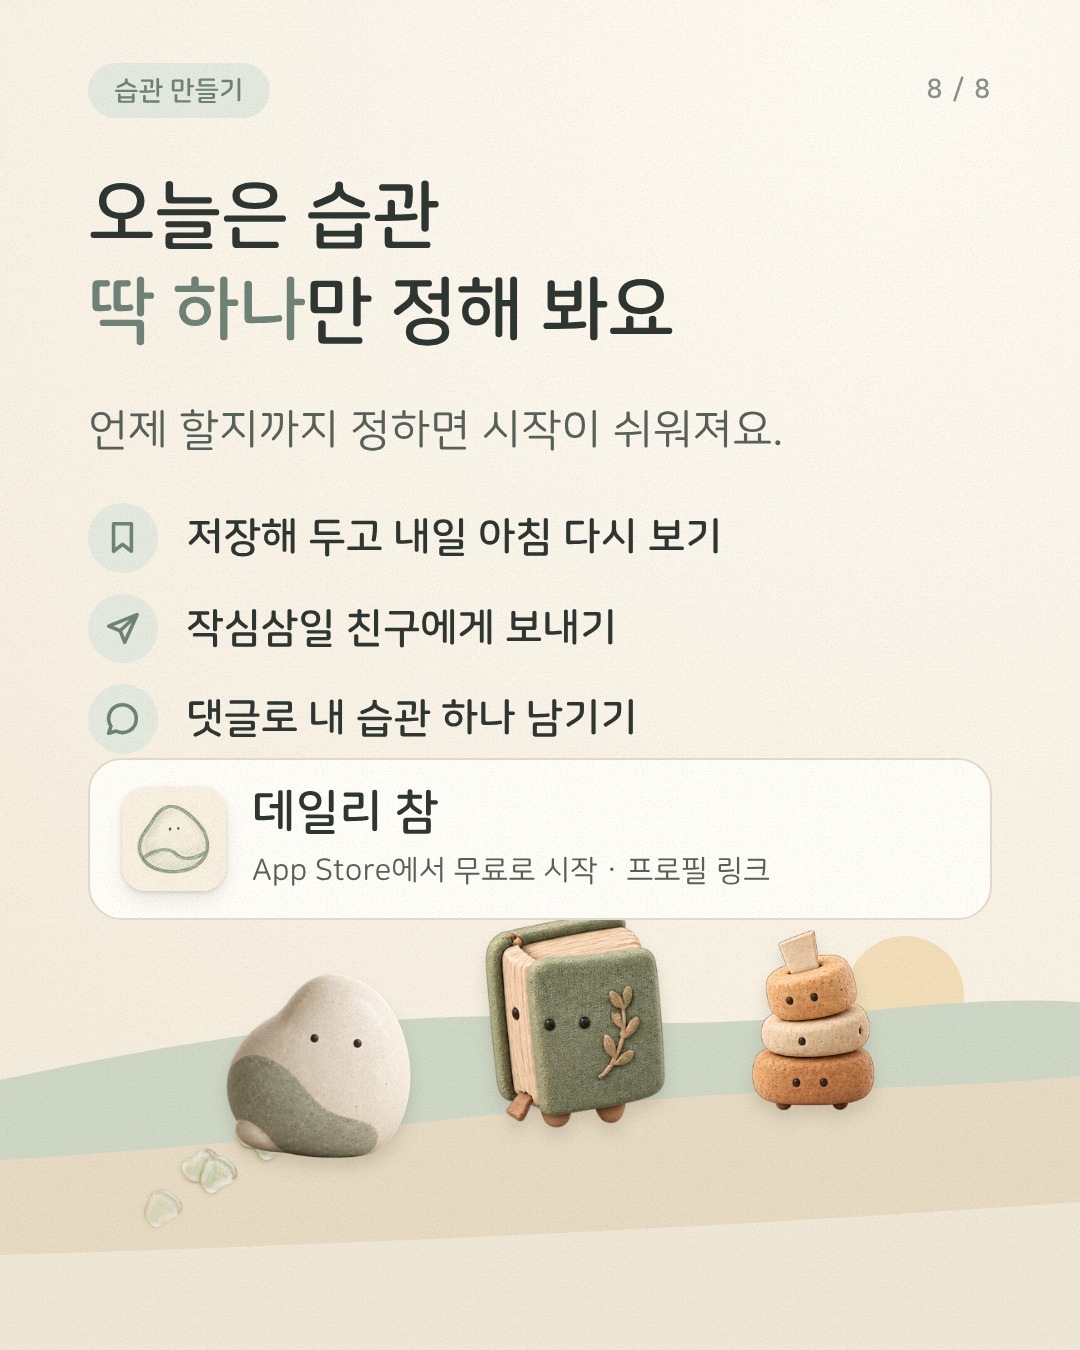 습관 만들기
8 / 8
오늘은 습관
딱 하나만 정해 봐요
언제 할지까지 정하면 시작이 쉬워져요.
저장해 두고 내일 아침 다시 보기
작심삼일 친구에게 보내기
댓글로 내 습관 하나 남기기
데일리 참
App Store에서 무료로 시작 · 프로필 링크